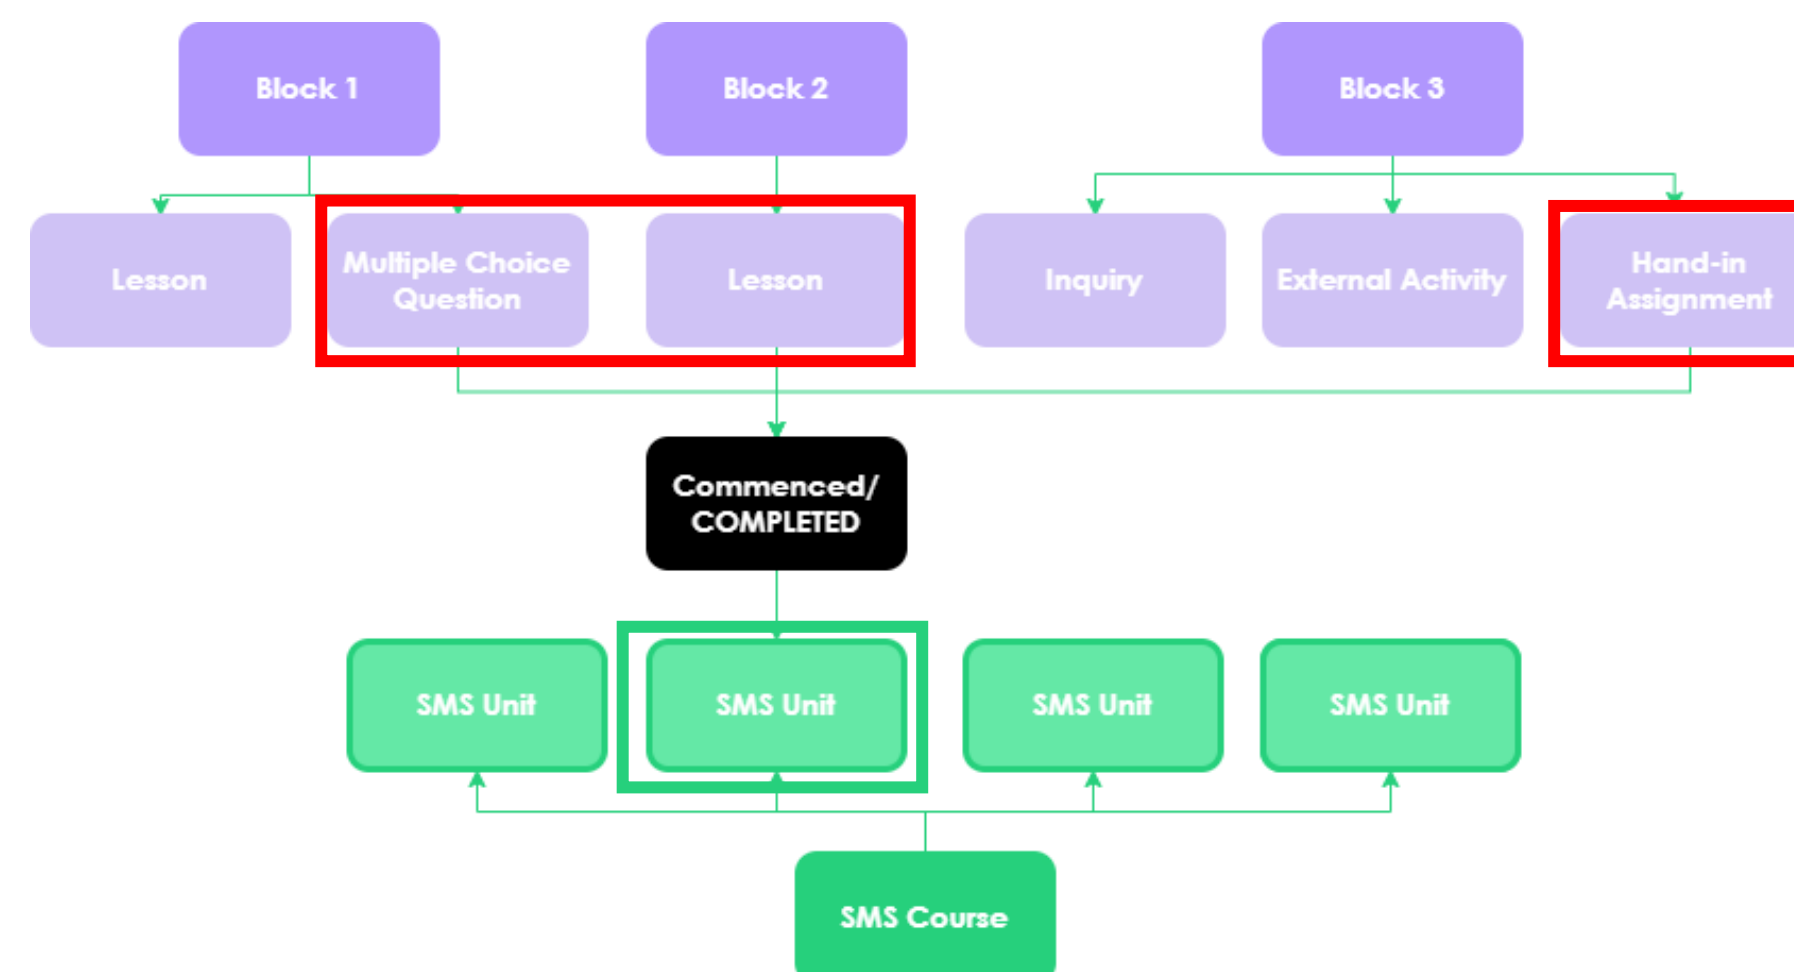 Block 1
Block 2
Block 3
Lesson
Multiple Choice
Question
Lesson
Inquiry
External Activity
Hand-in
Assignment
Commenced/
COMPLETED
SMS Unit
SMS Unit
SMS Unit
SMS Unit
SMS Course